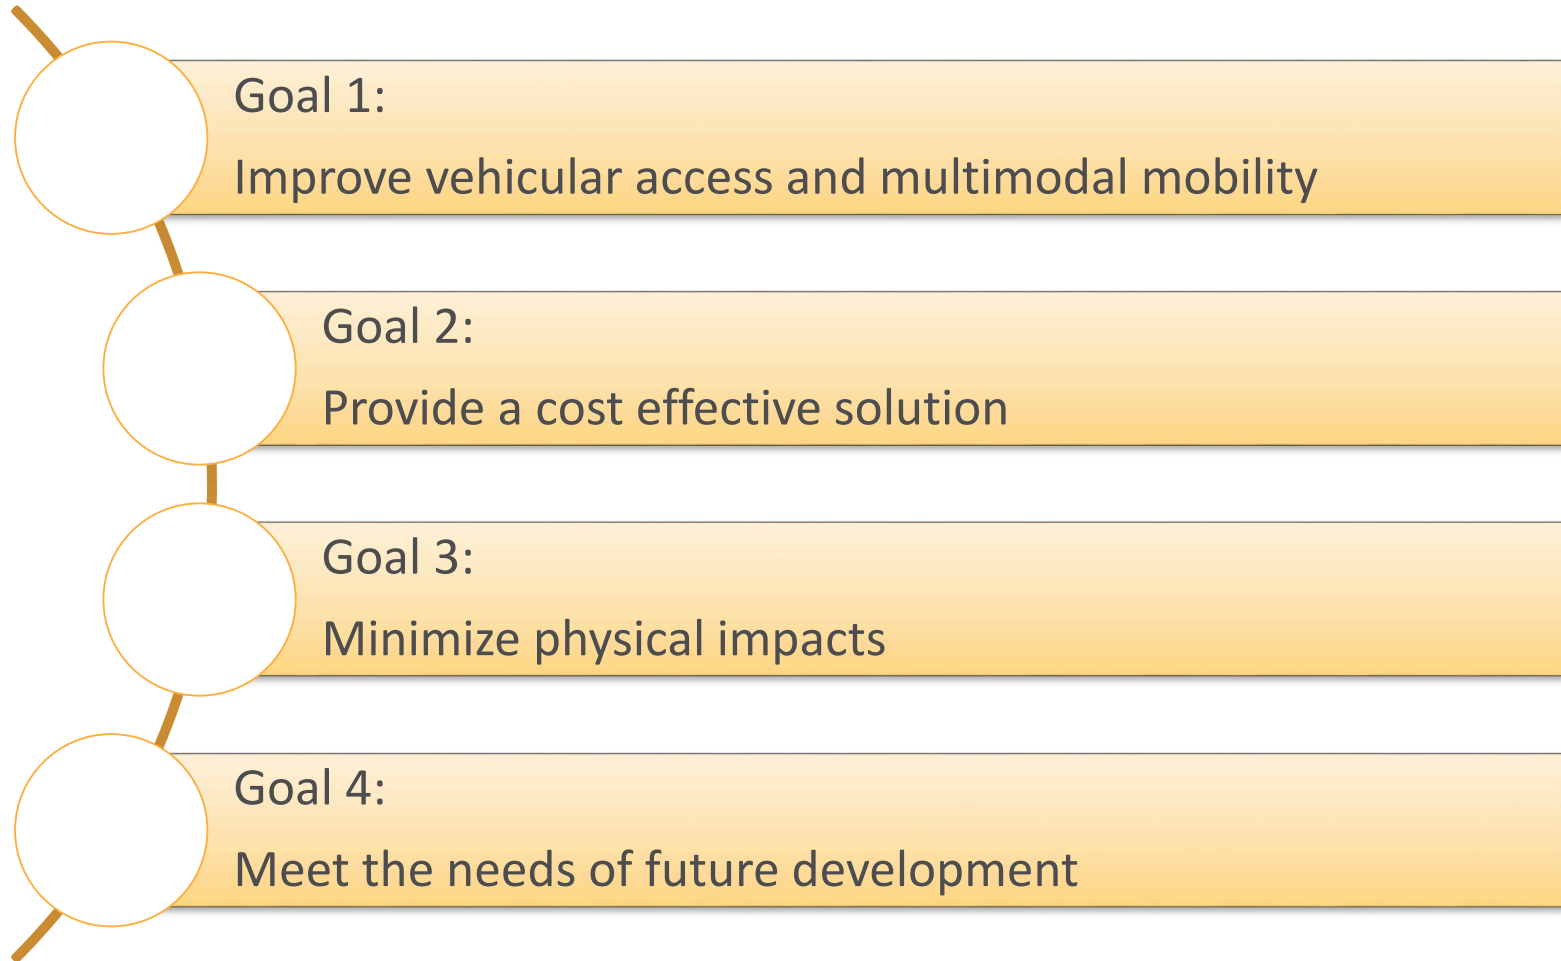 Goal 1:
Improve vehicular access and multimodal mobility
Goal 2:
Provide a cost effective solution
Goal 3:
Minimize physical impacts
Goal 4:
Meet the needs of future development